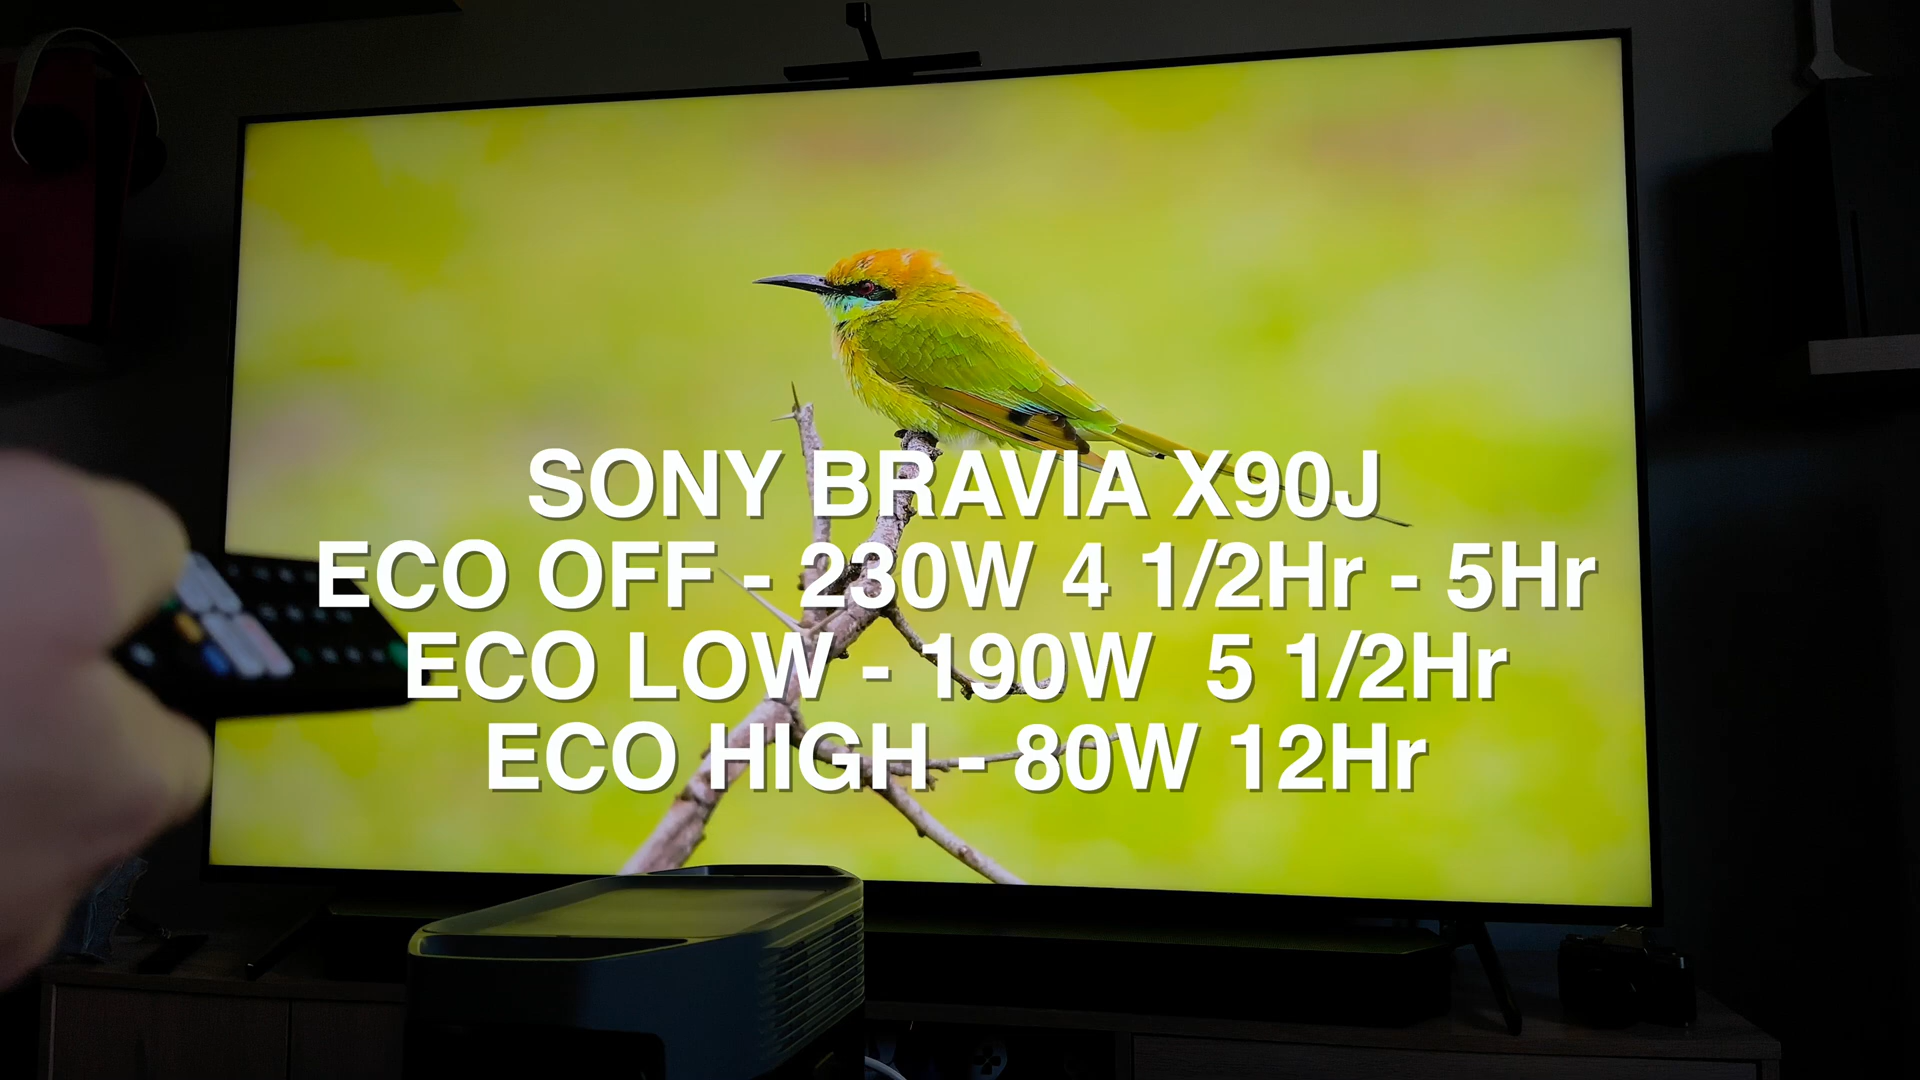 SONY BRAVIA X90J
ECO OFF - 230W 4 1/2Hr - 5Hr
ECO LOW - 190W 5 1/2Hr
ECO HIGH - 80W 12Hr